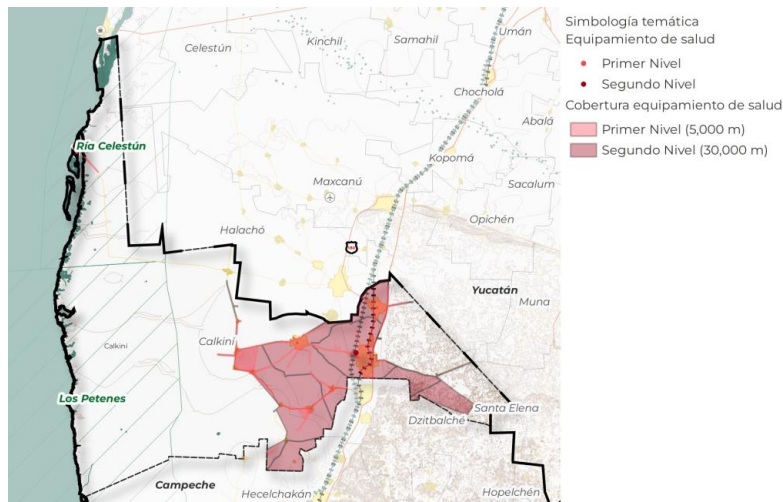 Simbología temática
Equipamiento de salud
Primer Nivel
Segundo Nivel
Cobertura equipamiento de salud
Primer Nivel (5,000 m)
Segundo Nivel (30,000 m)
Umán
Celestún
Kinchil
Samahil
Chocholá
Abalá
Ría Celestún
Kopomá
Maxcanú
Sacalum
Opichén
Halachó
Yucatán
Muna
Calkiní
Calkiní
Los Petenes
Santa Elena
Dzitbalché
Campeche
Hecelchakán
Hopelchén